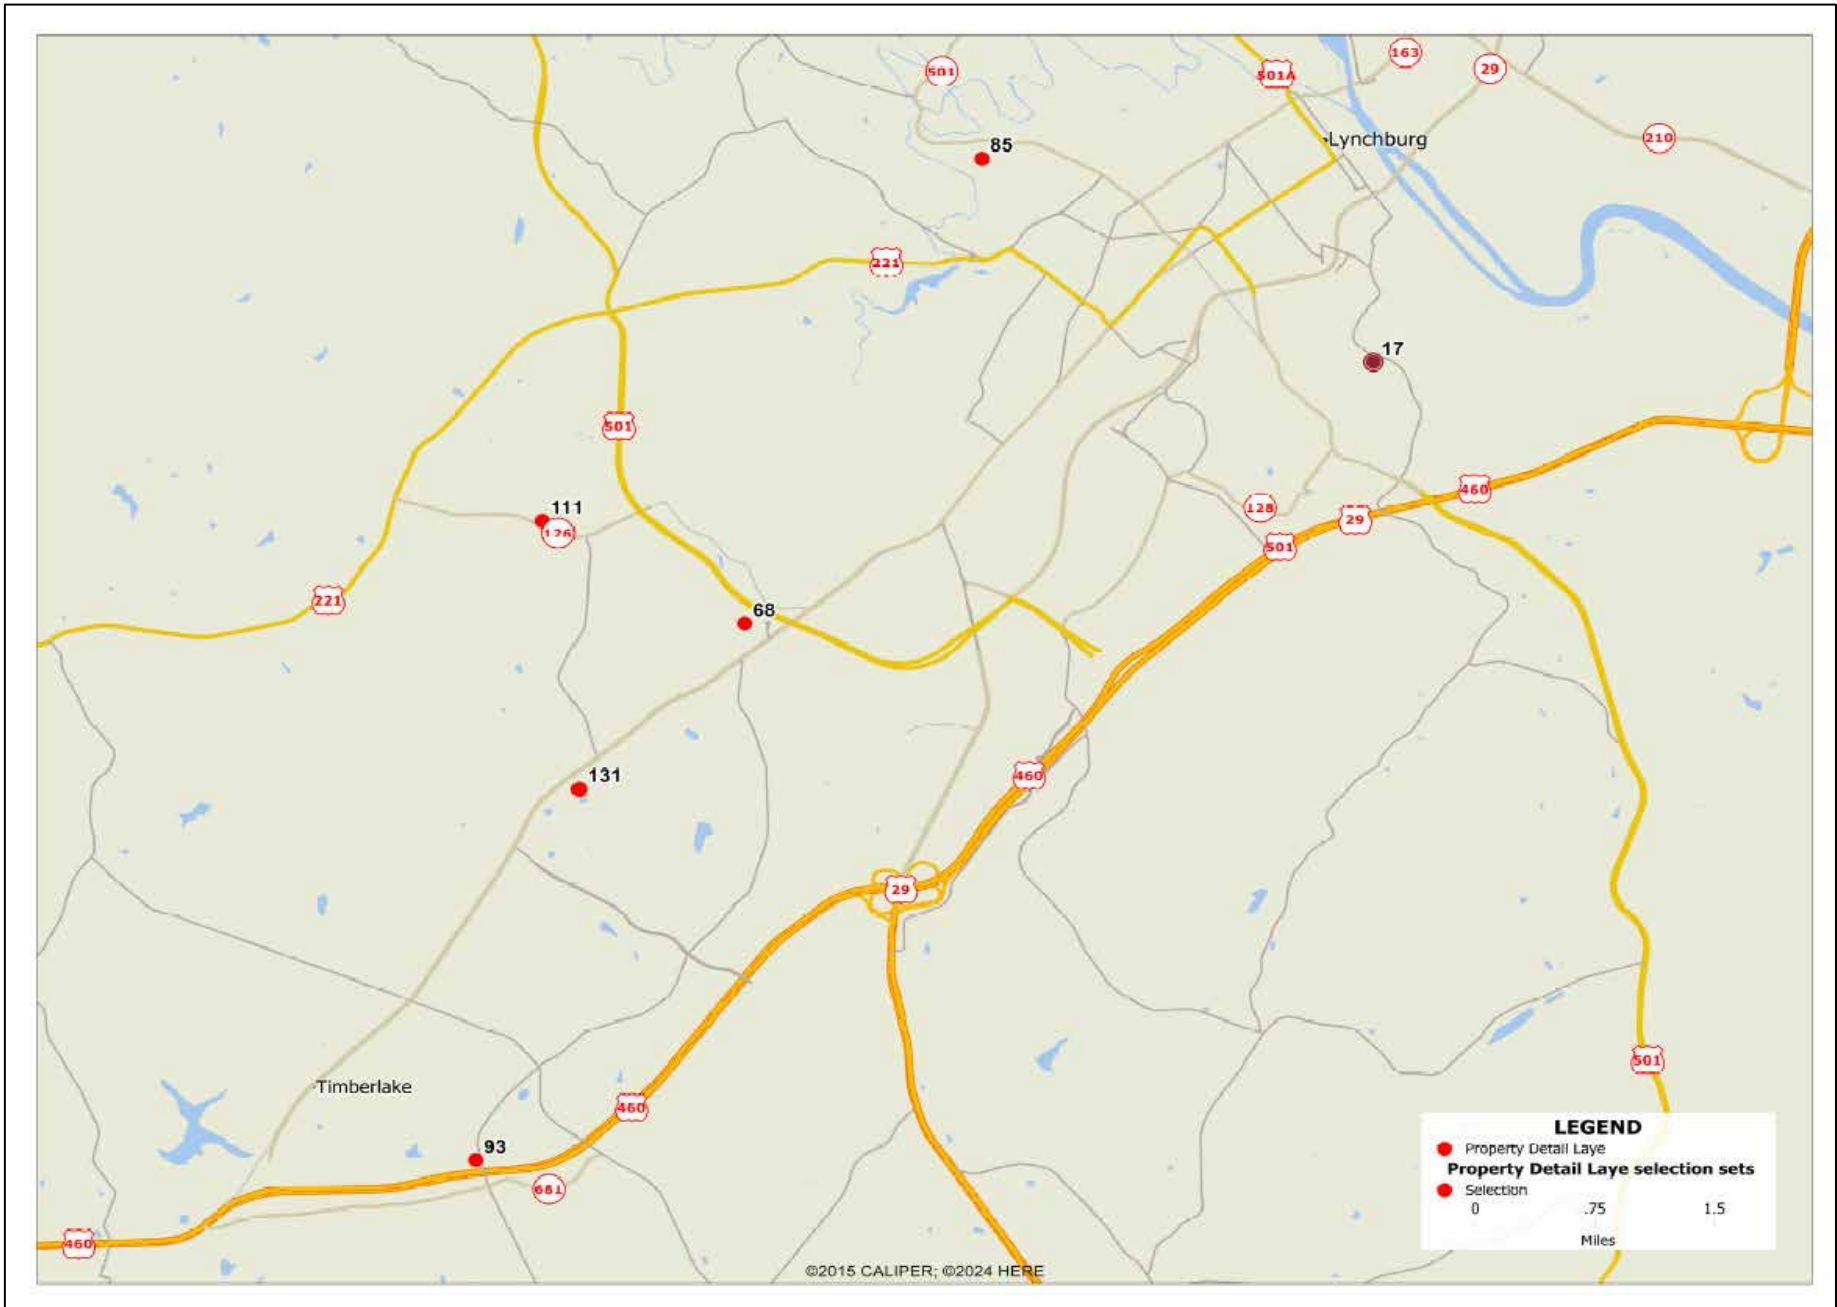 163
501
29
501A
210
Lynchburg
85
221
17
501
460
111
128
126
29
501
221
68
131
460
29
Timberlake
460
501
93
681
460
LEGEND
Property Detail Laye
Property Detail Laye selection sets
Selection
0 .75 1.5
Miles
©2015 CALIPER; ©2024 HERE